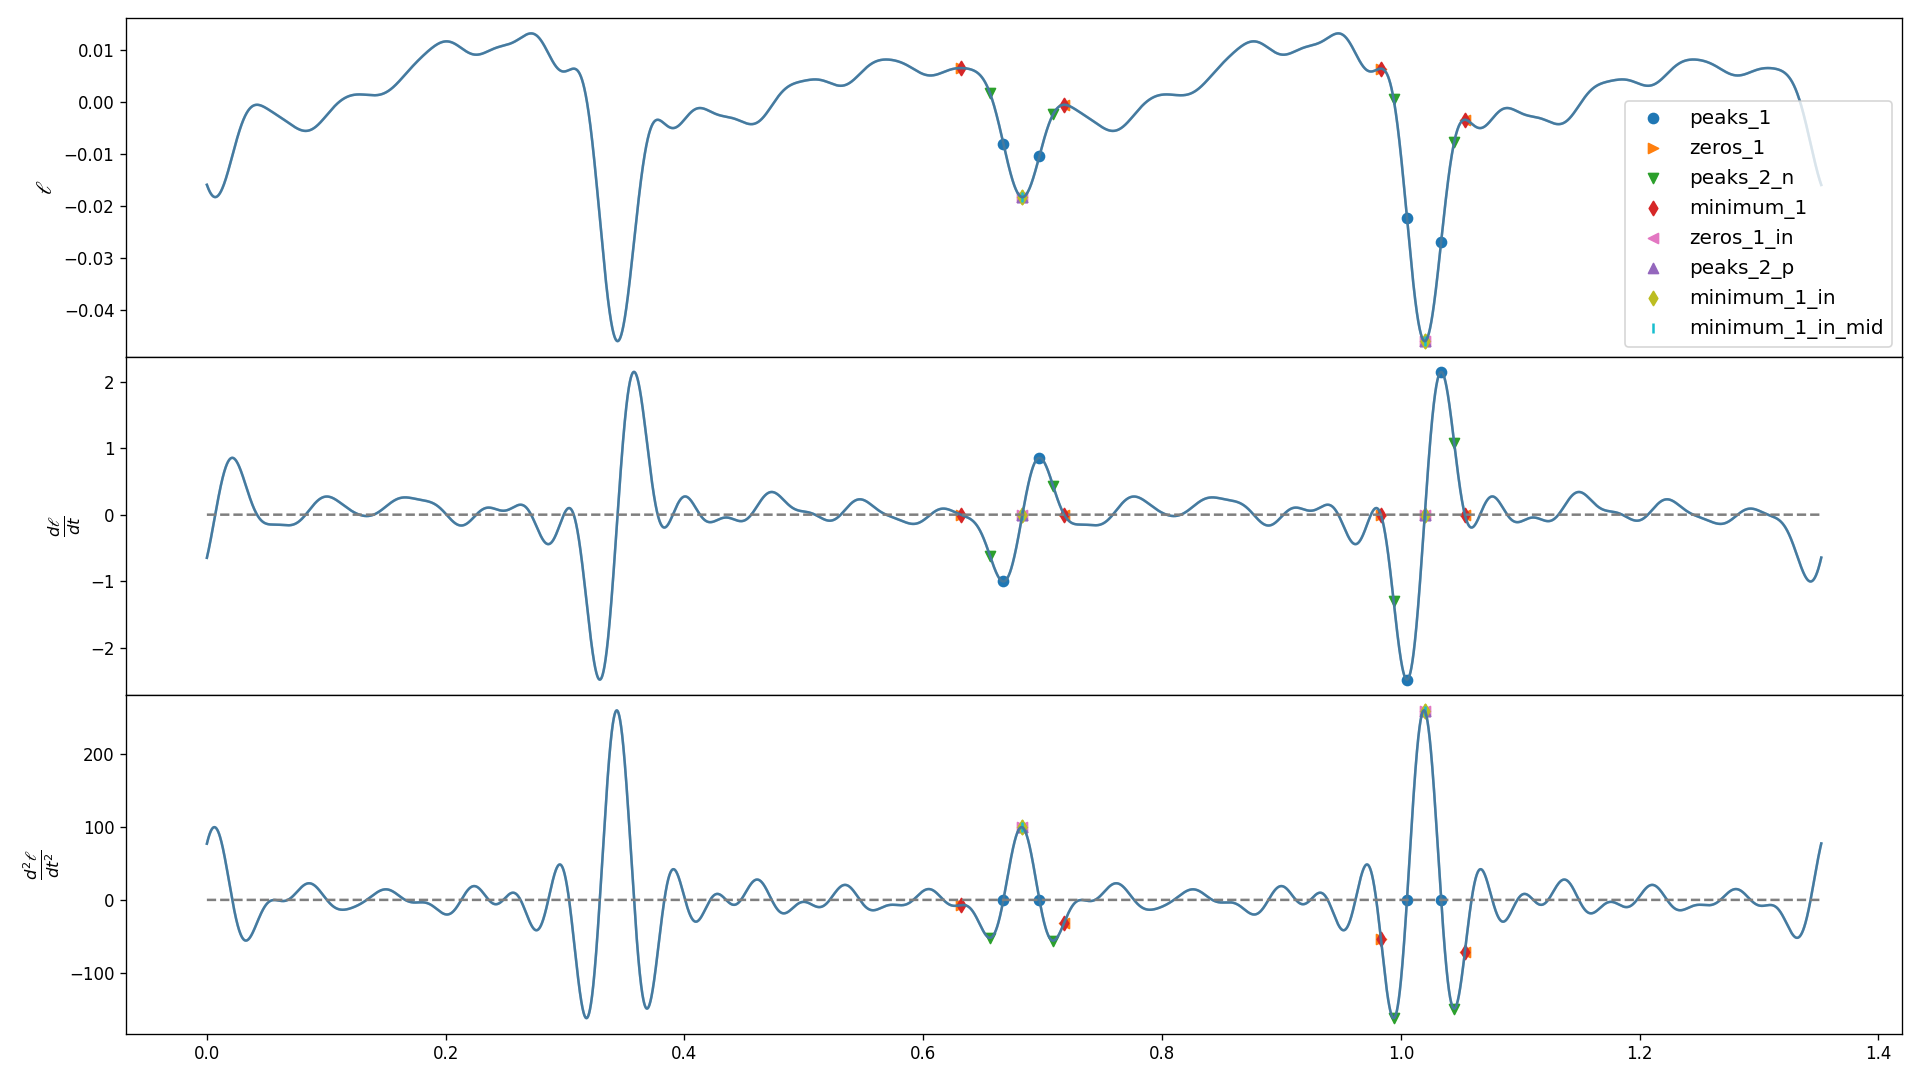 0.01
0.00
−0.01
−0.02
−0.03
−0.04
ℓ
peaks_1
zeros_1
peaks_2_n
minimum_1
zeros_1_in
peaks_2_p
minimum_1_in
minimum_1_in_mid
2
1
0
−1
−2
dℓ
dt
200
100
0
−100
d²ℓ
dt²
0.0 0.2 0.4 0.6 0.8 1.0 1.2 1.4